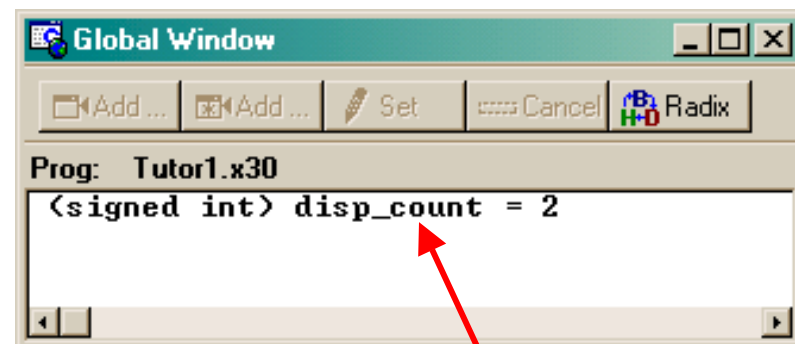 Global Window
Add ... Add ... Set Cancel Radix
Prog: Tutor1.x30
(signed int) disp_count = 2